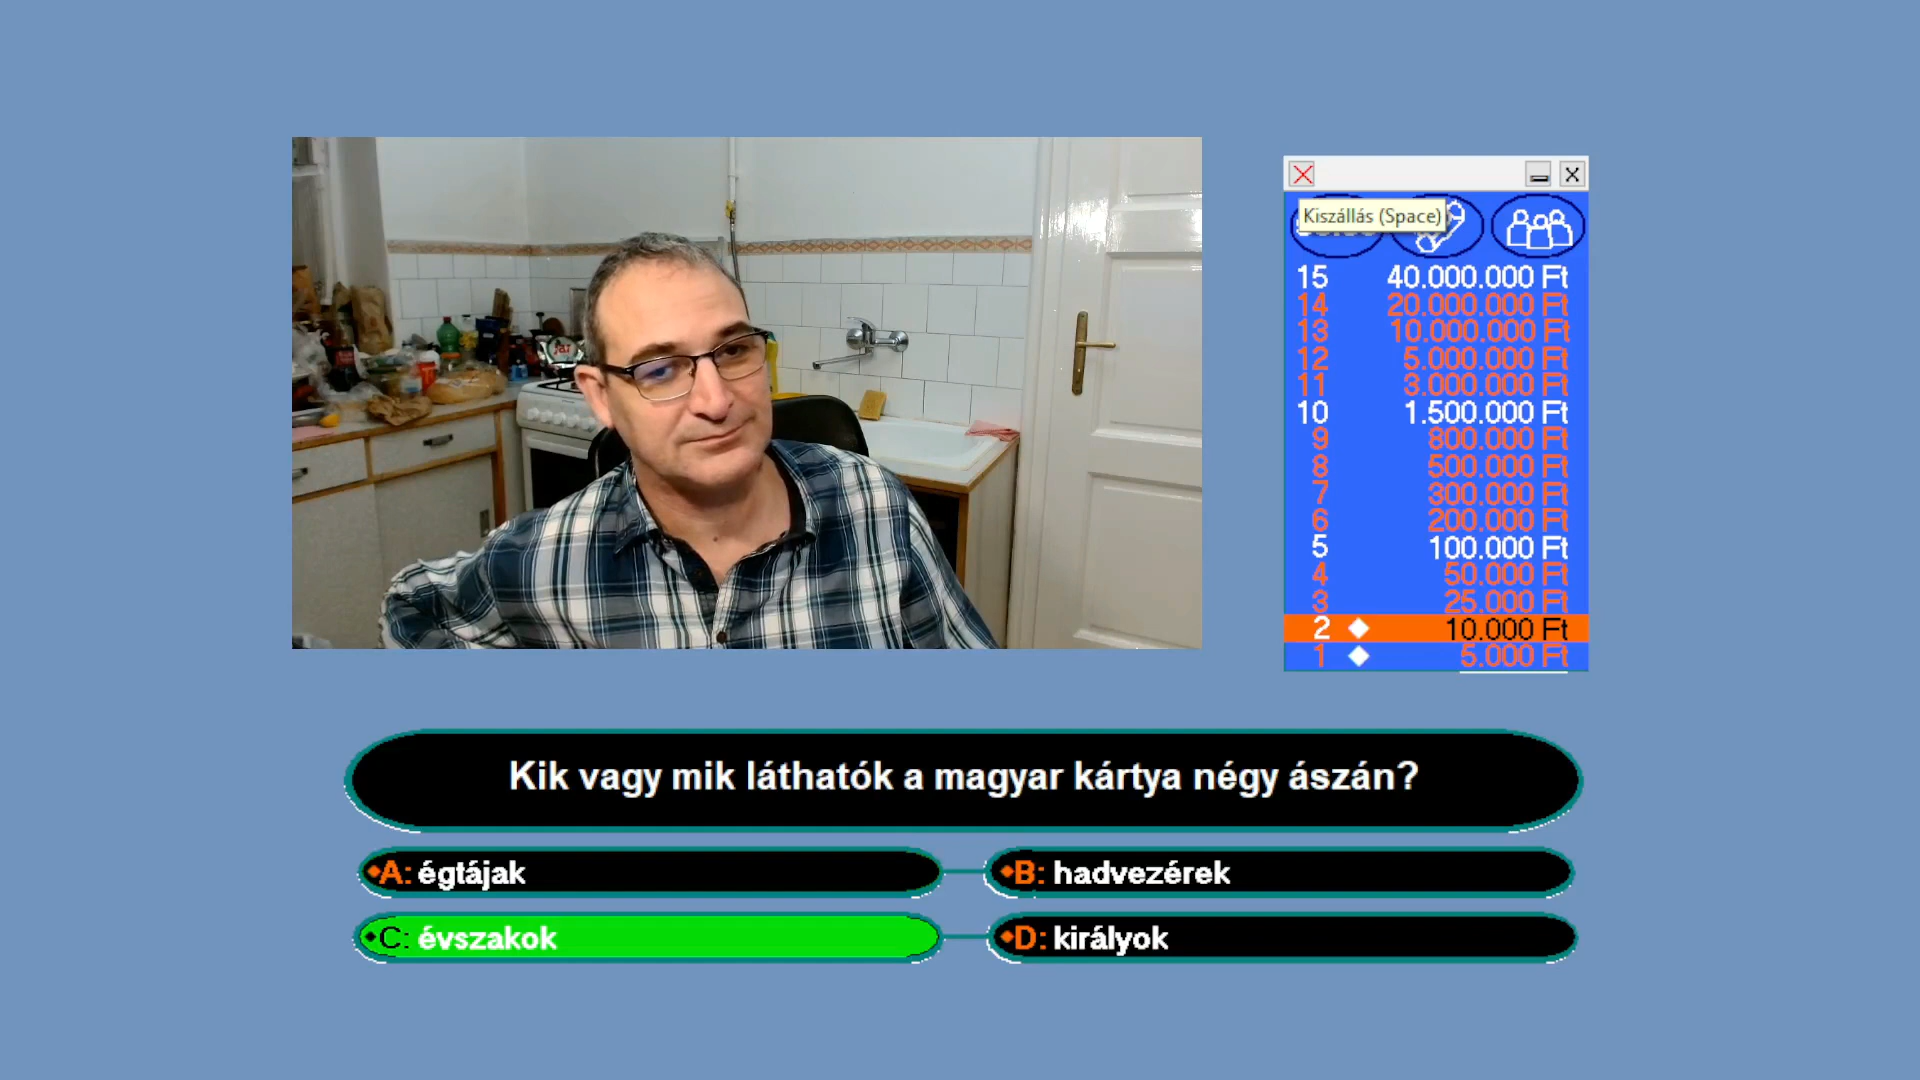 Kiszállás (Space)
15 40.000.000 Ft
14 20.000.000 Ft
13 10.000.000 Ft
12 5.000.000 Ft
11 3.000.000 Ft
10 1.500.000 Ft
9 800.000 Ft
8 500.000 Ft
7 300.000 Ft
6 200.000 Ft
5 100.000 Ft
4 50.000 Ft
3 25.000 Ft
2 10.000 Ft
1 5.000 Ft
Kik vagy mik láthatók a magyar kártya négy ászán?
A: égtájak
B: hadvezérek
C: évszakok
D: királyok